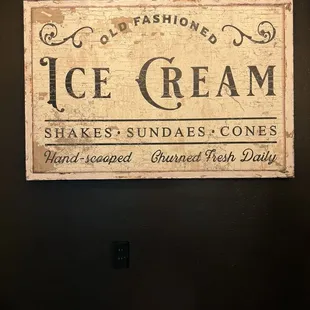 OLD FASHIONED
ICE CREAM
SHAKES · SUNDAES · CONES
Hand-scooped Churned Fresh Daily